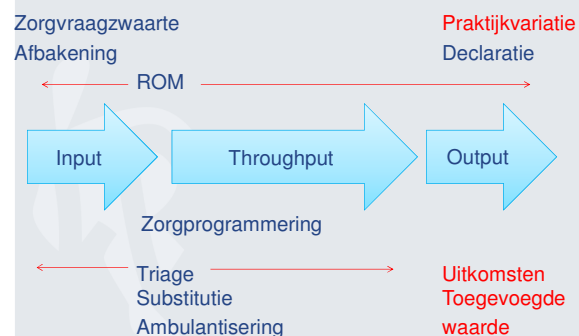 Zorgvraagzwaarte
Praktijkvariatie
Afbakening
Declaratie
ROM
Input
Throughput
Output
Zorgprogrammering
Triage
Uitkomsten
Substitutie
Toegevoegde
Ambulantisering
waarde